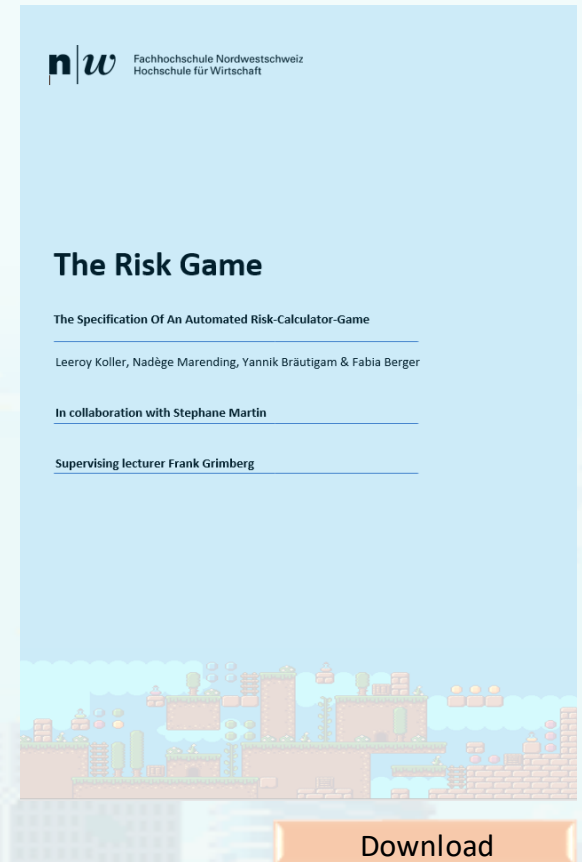 n|w Fachhochschule Nordwestschweiz
Hochschule für Wirtschaft
The Risk Game
The Specification Of An Automated Risk-Calculator-Game
Leeroy Koller, Nadège Marending, Yannik Bräutigam & Fabia Berger
In collaboration with Stephane Martin
Supervising lecturer Frank Grimberg
Download